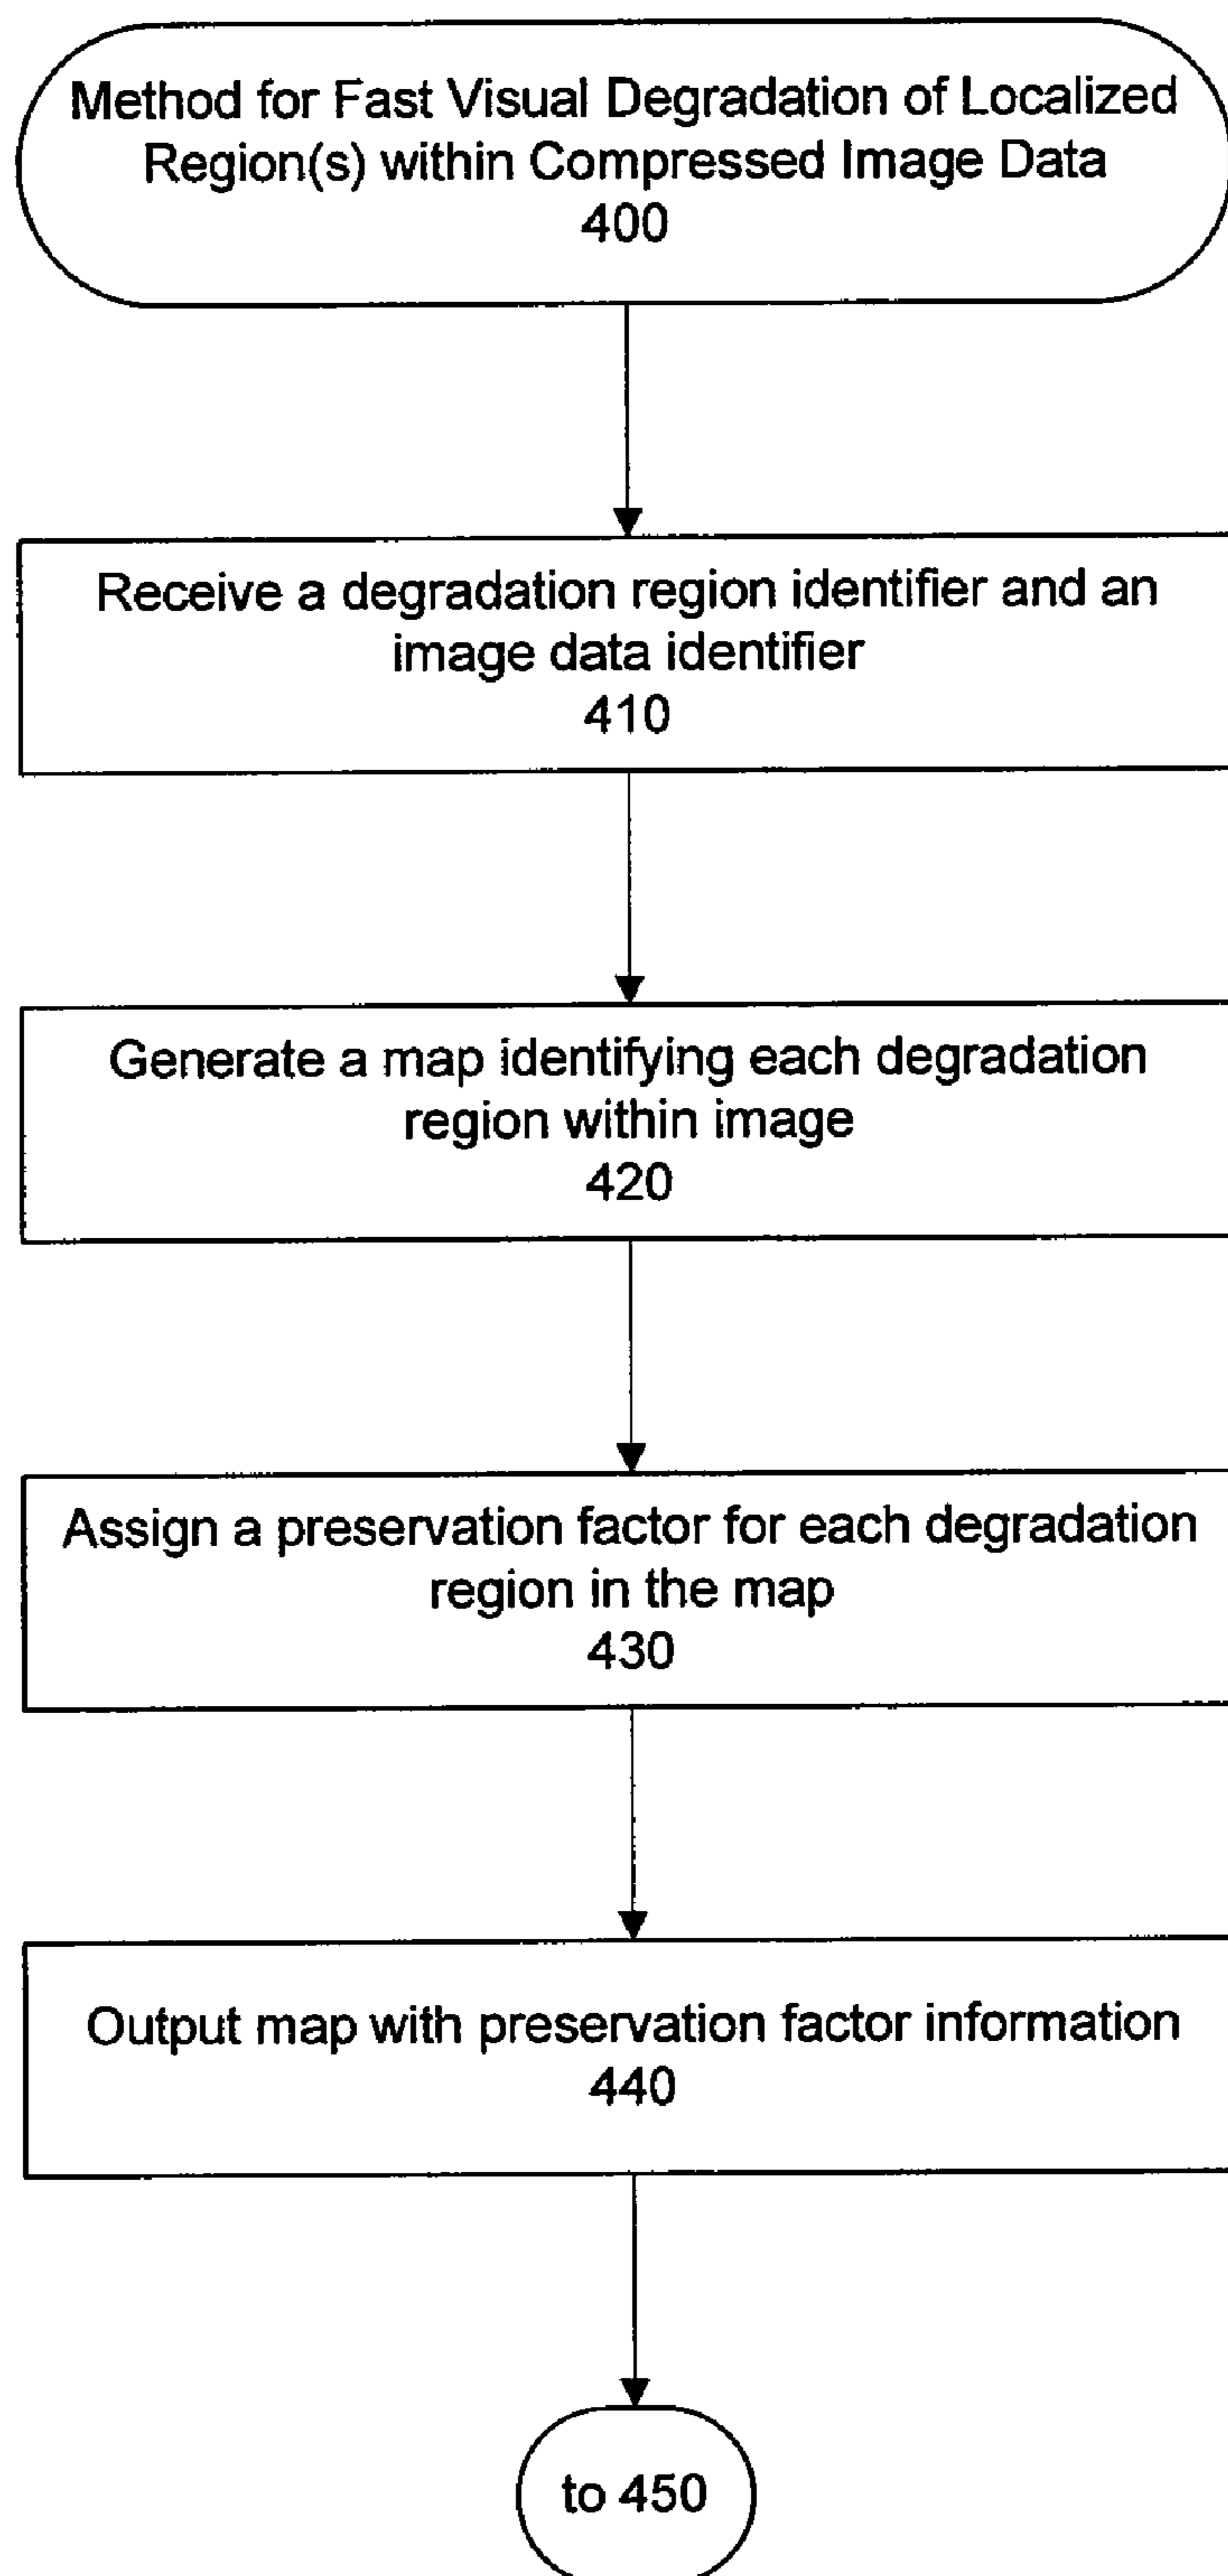 Method for Fast Visual Degradation of Localized
Region(s) within Compressed Image Data
400
Receive a degradation region identifier and an
image data identifier
410
Generate a map identifying each degradation
region within image
420
Assign a preservation factor for each degradation
region in the map
430
Output map with preservation factor information
440
to 450